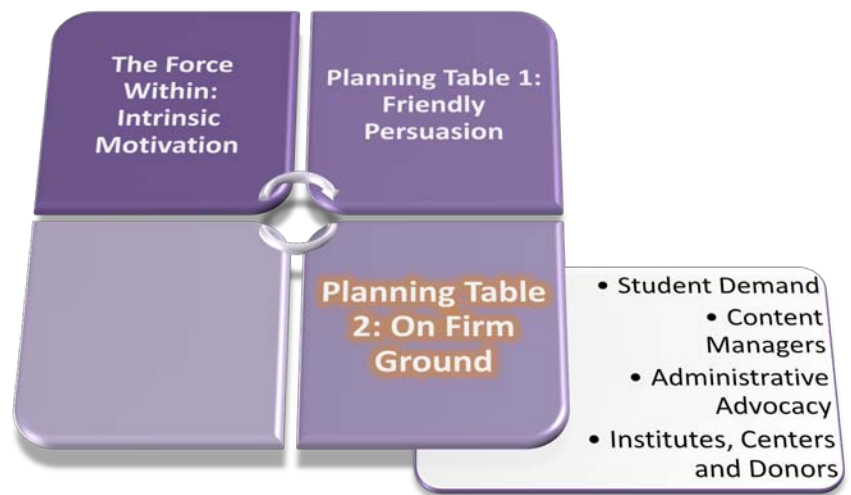 The Force
Within:
Intrinsic
Motivation
Planning Table 1:
Friendly
Persuasion
Planning Table
2: On Firm
Ground
• Student Demand
• Content
Managers
• Administrative
Advocacy
• Institutes, Centers
and Donors